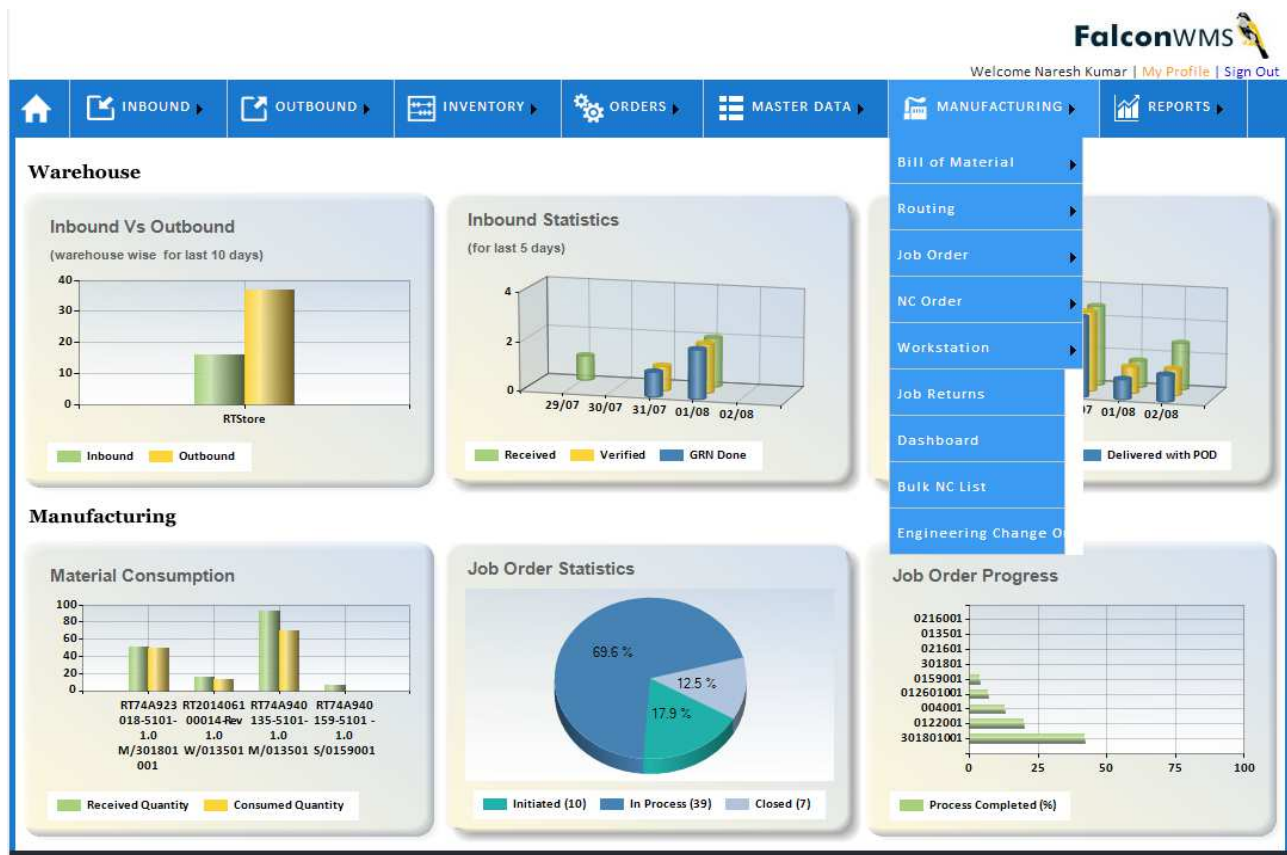 FalconWMS
Welcome Naresh Kumar | My Profile | Sign Out
INBOUND
OUTBOUND
INVENTORY
ORDERS
MASTER DATA
MANUFACTURING
REPORTS
Bill of Material
Routing
Job Order
NC Order
Workstation
Job Returns
Dashboard
Bulk NC List
Engineering Change O
Warehouse
Inbound Vs Outbound
(warehouse wise for last 10 days)
40
30
20
10
0
RTStore
Inbound Outbound
Inbound Statistics
(for last 5 days)
4
2
0
29/07 30/07 31/07 01/08 02/08
Received Verified GRN Done
01/08 02/08
Delivered with POD
Manufacturing
Material Consumption
100
80
60
40
20
0
RT74A923 RT2014061 RT74A940 RT74A940
018-5101- 00014-Rev 135-5101- 159-5101 -
1.0 1.0 1.0 1.0
M/301801 W/013501 M/013501 S/0159001
001
Received Quantity Consumed Quantity
Job Order Statistics
69.6 %
12.5 %
17.9 %
Initiated (10) In Process (39) Closed (7)
Job Order Progress
0216001
013501
021601
301801
0159001
012601001
004001
0122001
301801001
0 25 50 75 100
Process Completed (%)